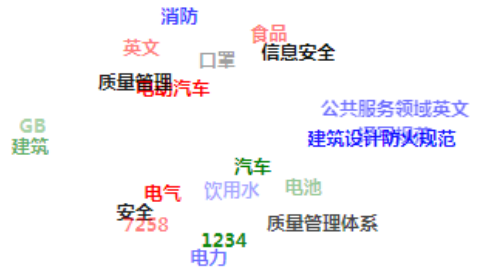 消防
食品
英文
信息安全
口罩
质量管理
电动汽车
公共服务领域英文
GB
建筑设计防火规范
建筑
汽车
电气
饮用水
电池
安全
7258
质量管理体系
1234
电力